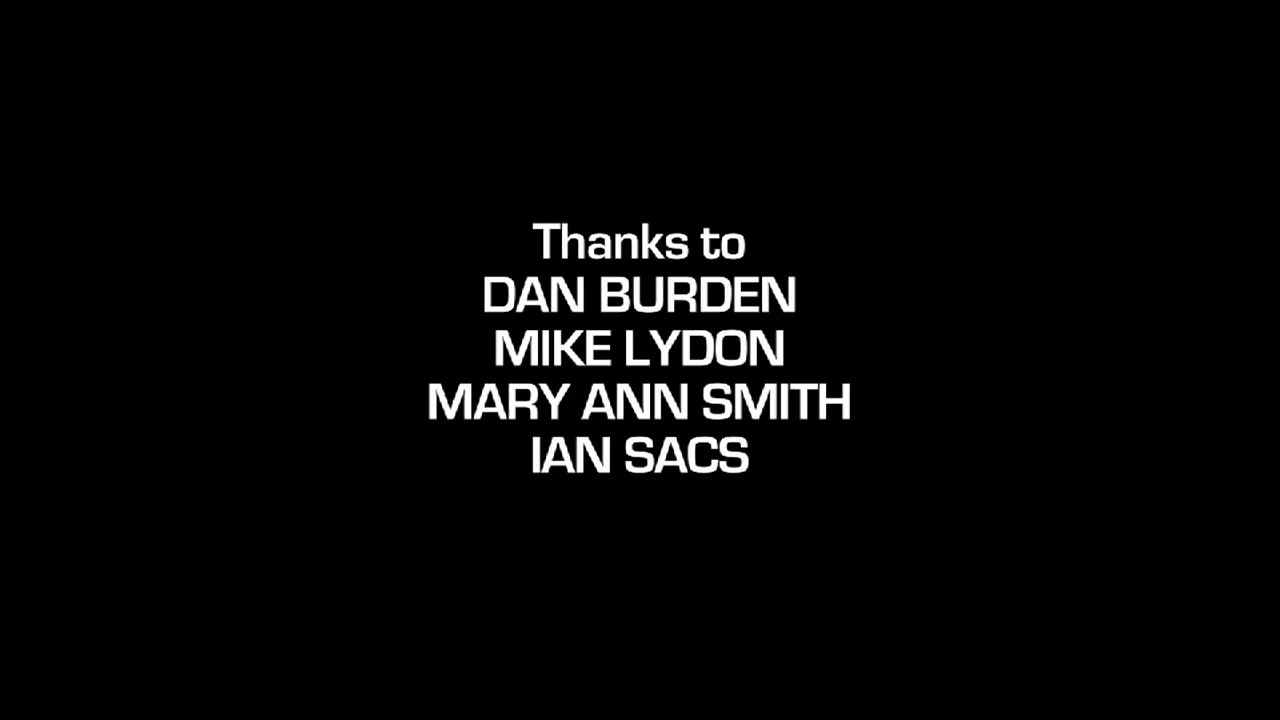 Thanks to
DAN BURDEN
MIKE LYDON
MARY ANN SMITH
IAN SACS